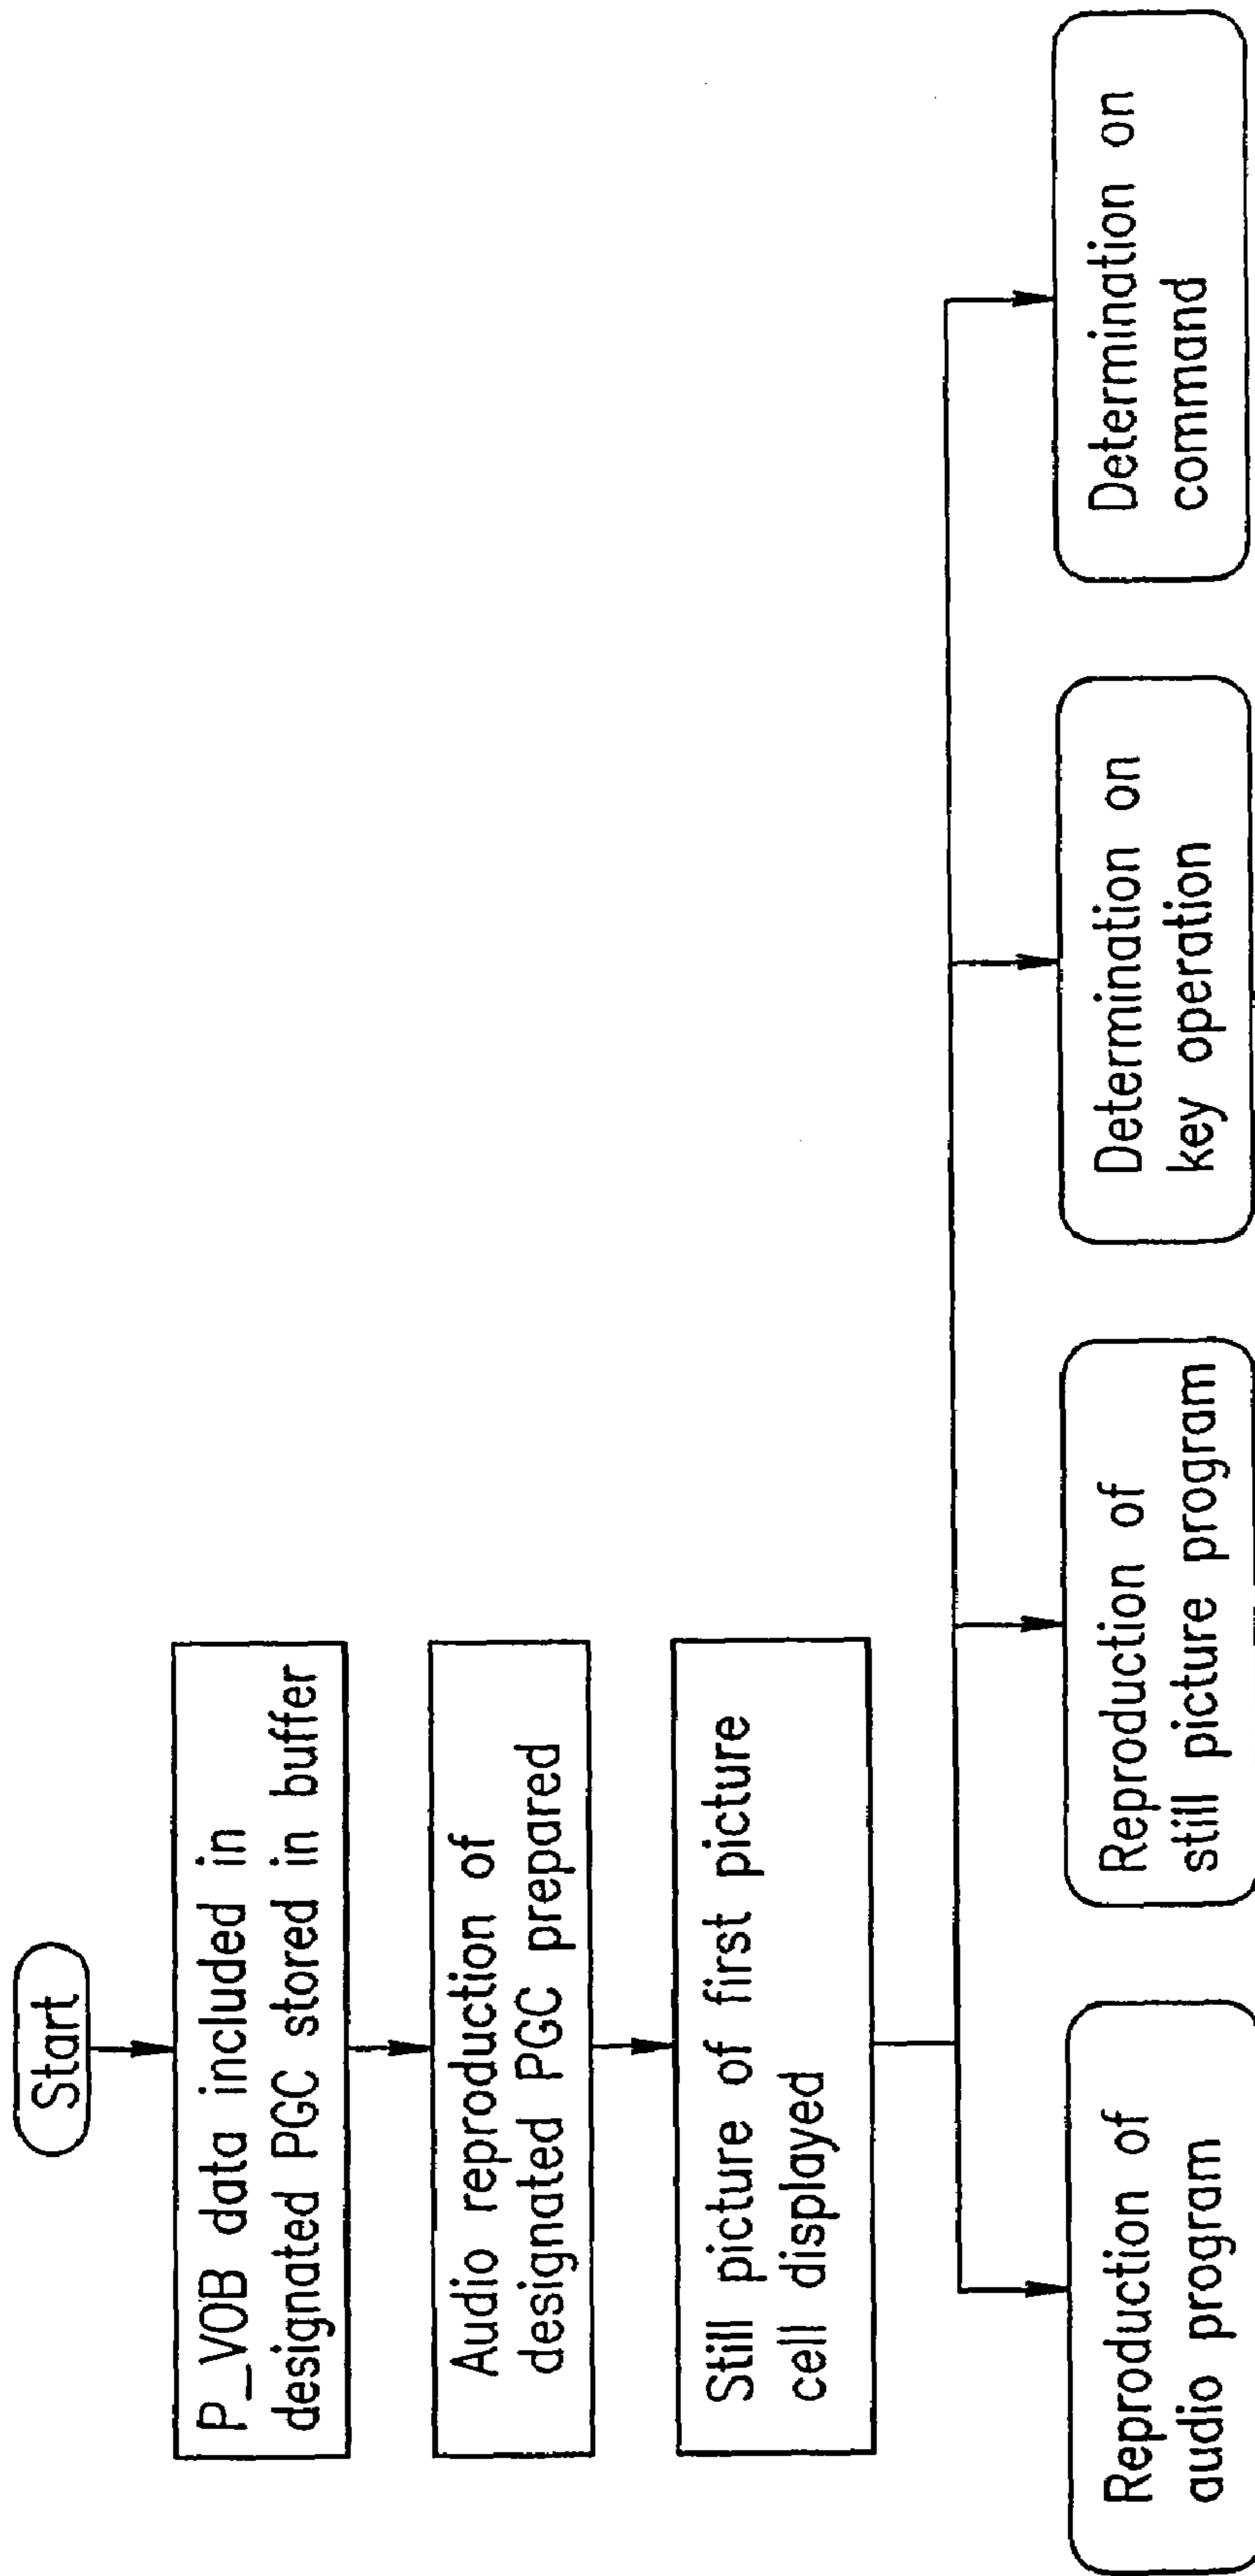 Start
P_VOB data included in
designated PGC stored in buffer
Audio reproduction of
designated PGC prepared
Still picture of first picture
cell displayed
Reproduction of
audio program
Reproduction of
still picture program
Determination on
key operation
Determination on
command